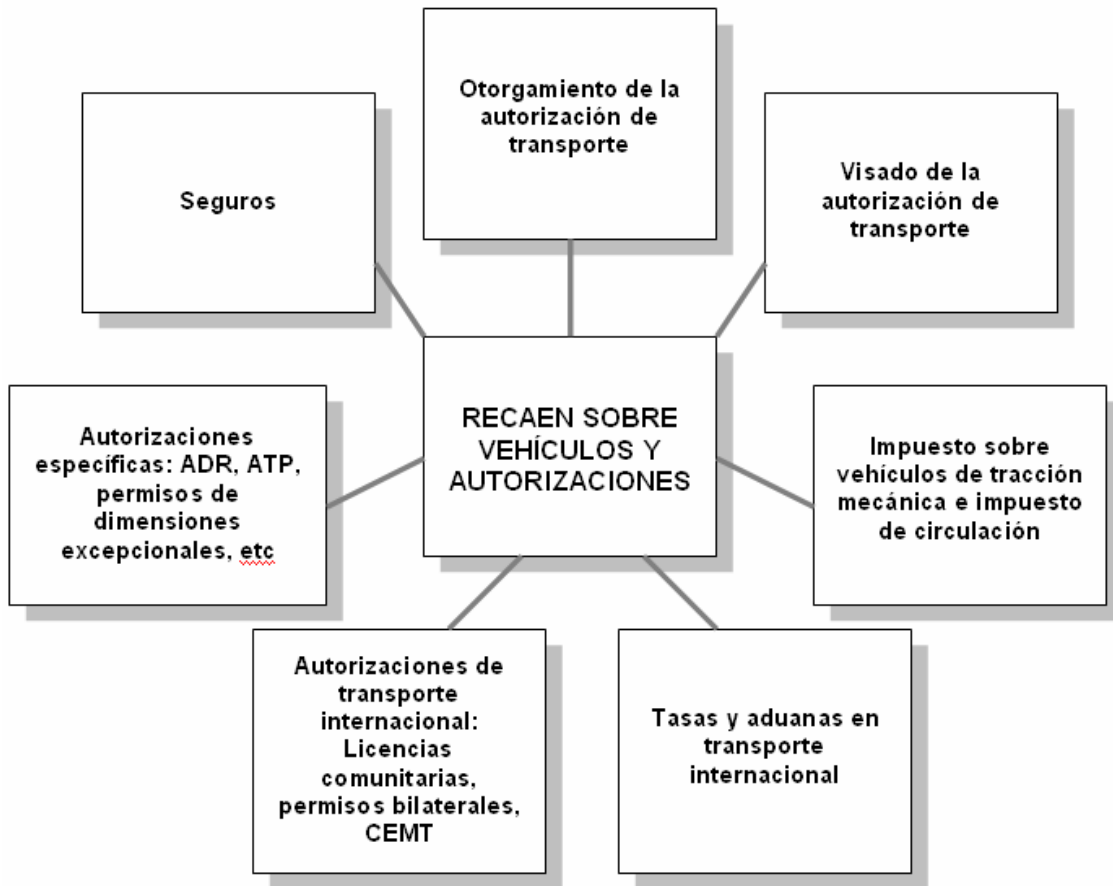 Otorgamiento de la
autorización de
transporte
Seguros
Visado de la
autorización de
transporte
RECAEN SOBRE
VEHÍCULOS Y
AUTORIZACIONES
Autorizaciones
específicas: ADR, ATP,
permisos de
dimensiones
excepcionales, etc
Impuesto sobre
vehículos de tracción
mecánica e impuesto
de circulación
Autorizaciones de
transporte
internacional:
Licencias
comunitarias,
permisos bilaterales,
CEMT
Tasas y aduanas en
transporte
internacional